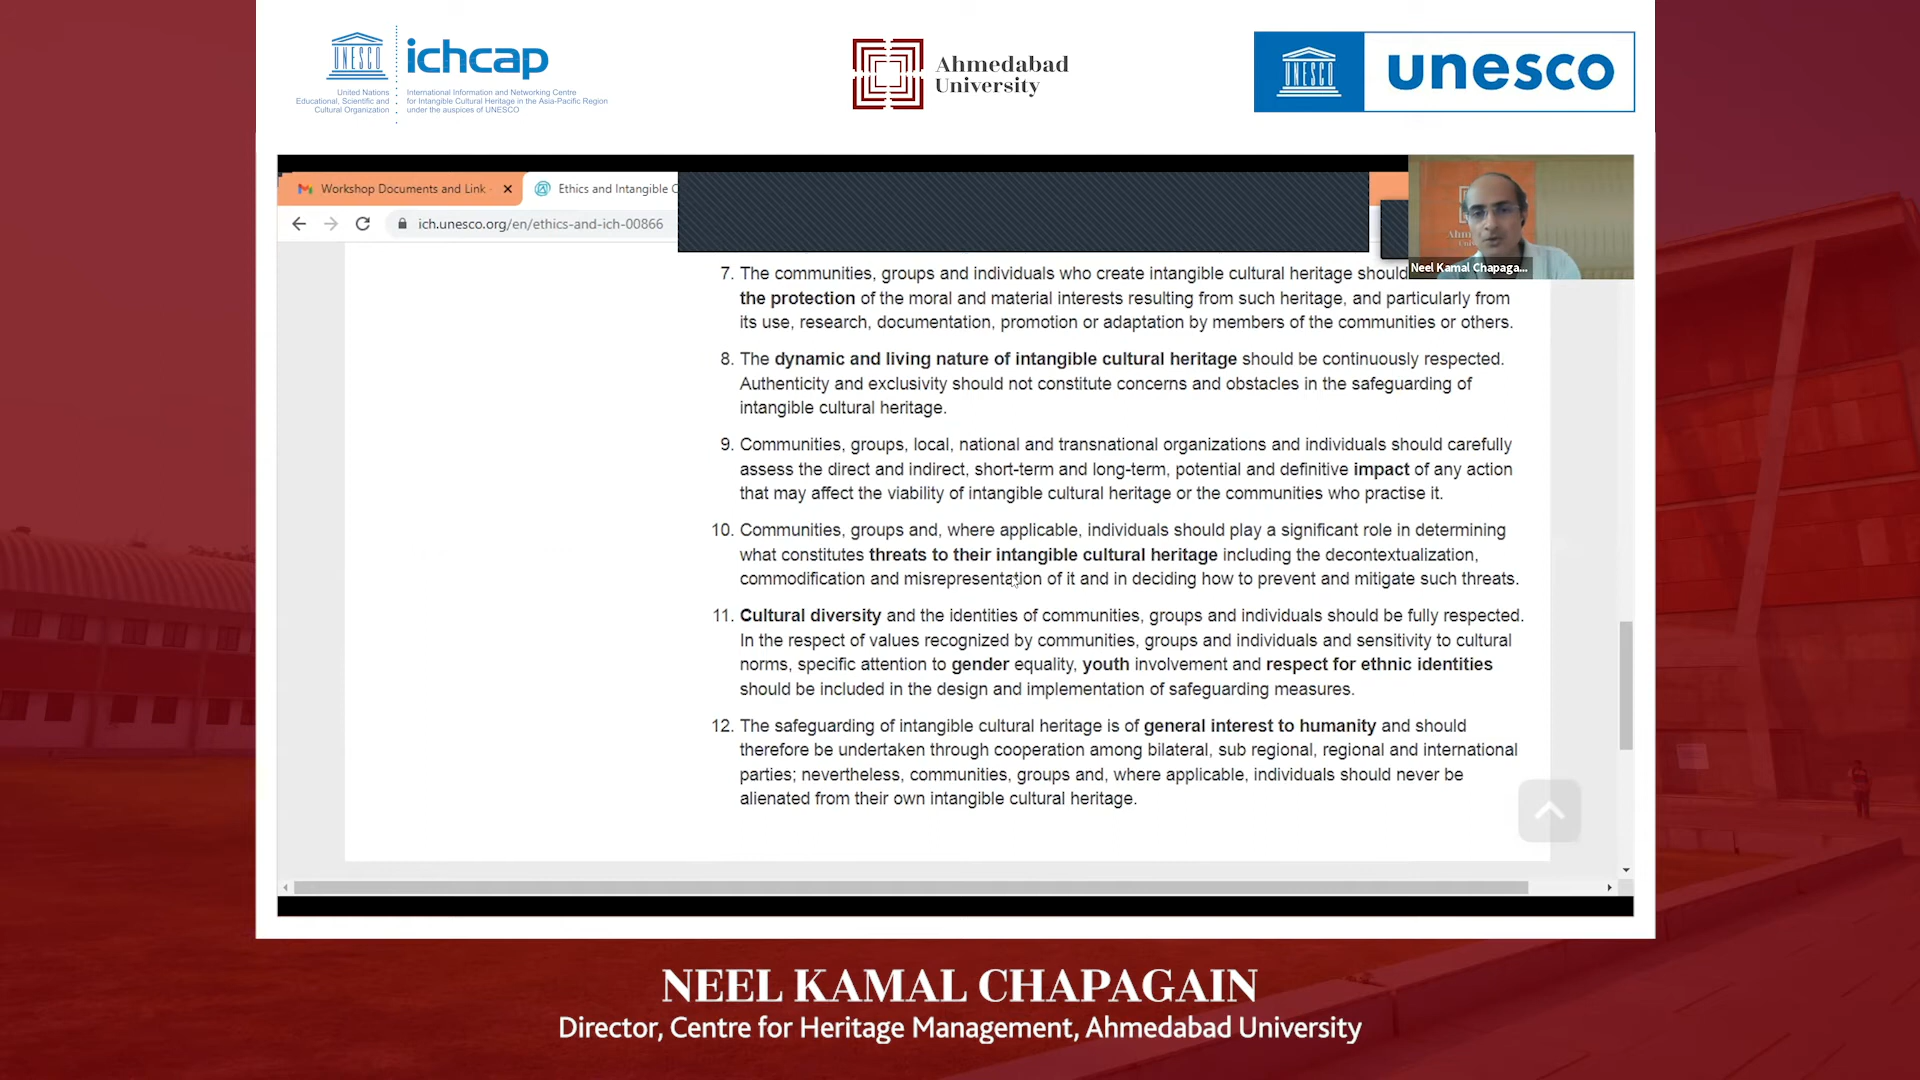 UNESCO
United Nations
Educational, Scientific and
Cultural Organization
ichcap
International Information and Networking Centre
for Intangible Cultural Heritage in the Asia-Pacific Region
under the auspices of UNESCO
Ahmedabad
University
UNESCO
unesco
Workshop Documents and Link -
Ethics and Intangible C
ich.unesco.org/en/ethics-and-ich-00866
Neel Kamal Chapaga...
7. The communities, groups and individuals who create intangible cultural heritage should
the protection of the moral and material interests resulting from such heritage, and particularly from
its use, research, documentation, promotion or adaptation by members of the communities or others.
8. The dynamic and living nature of intangible cultural heritage should be continuously respected.
Authenticity and exclusivity should not constitute concerns and obstacles in the safeguarding of
intangible cultural heritage.
9. Communities, groups, local, national and transnational organizations and individuals should carefully
assess the direct and indirect, short-term and long-term, potential and definitive impact of any action
that may affect the viability of intangible cultural heritage or the communities who practise it.
10. Communities, groups and, where applicable, individuals should play a significant role in determining
what constitutes threats to their intangible cultural heritage including the decontextualization,
commodification and misrepresentation of it and in deciding how to prevent and mitigate such threats.
11. Cultural diversity and the identities of communities, groups and individuals should be fully respected.
In the respect of values recognized by communities, groups and individuals and sensitivity to cultural
norms, specific attention to gender equality, youth involvement and respect for ethnic identities
should be included in the design and implementation of safeguarding measures.
12. The safeguarding of intangible cultural heritage is of general interest to humanity and should
therefore be undertaken through cooperation among bilateral, sub regional, regional and international
parties; nevertheless, communities, groups and, where applicable, individuals should never be
alienated from their own intangible cultural heritage.
NEEL KAMAL CHAPAGAIN
Director, Centre for Heritage Management, Ahmedabad University